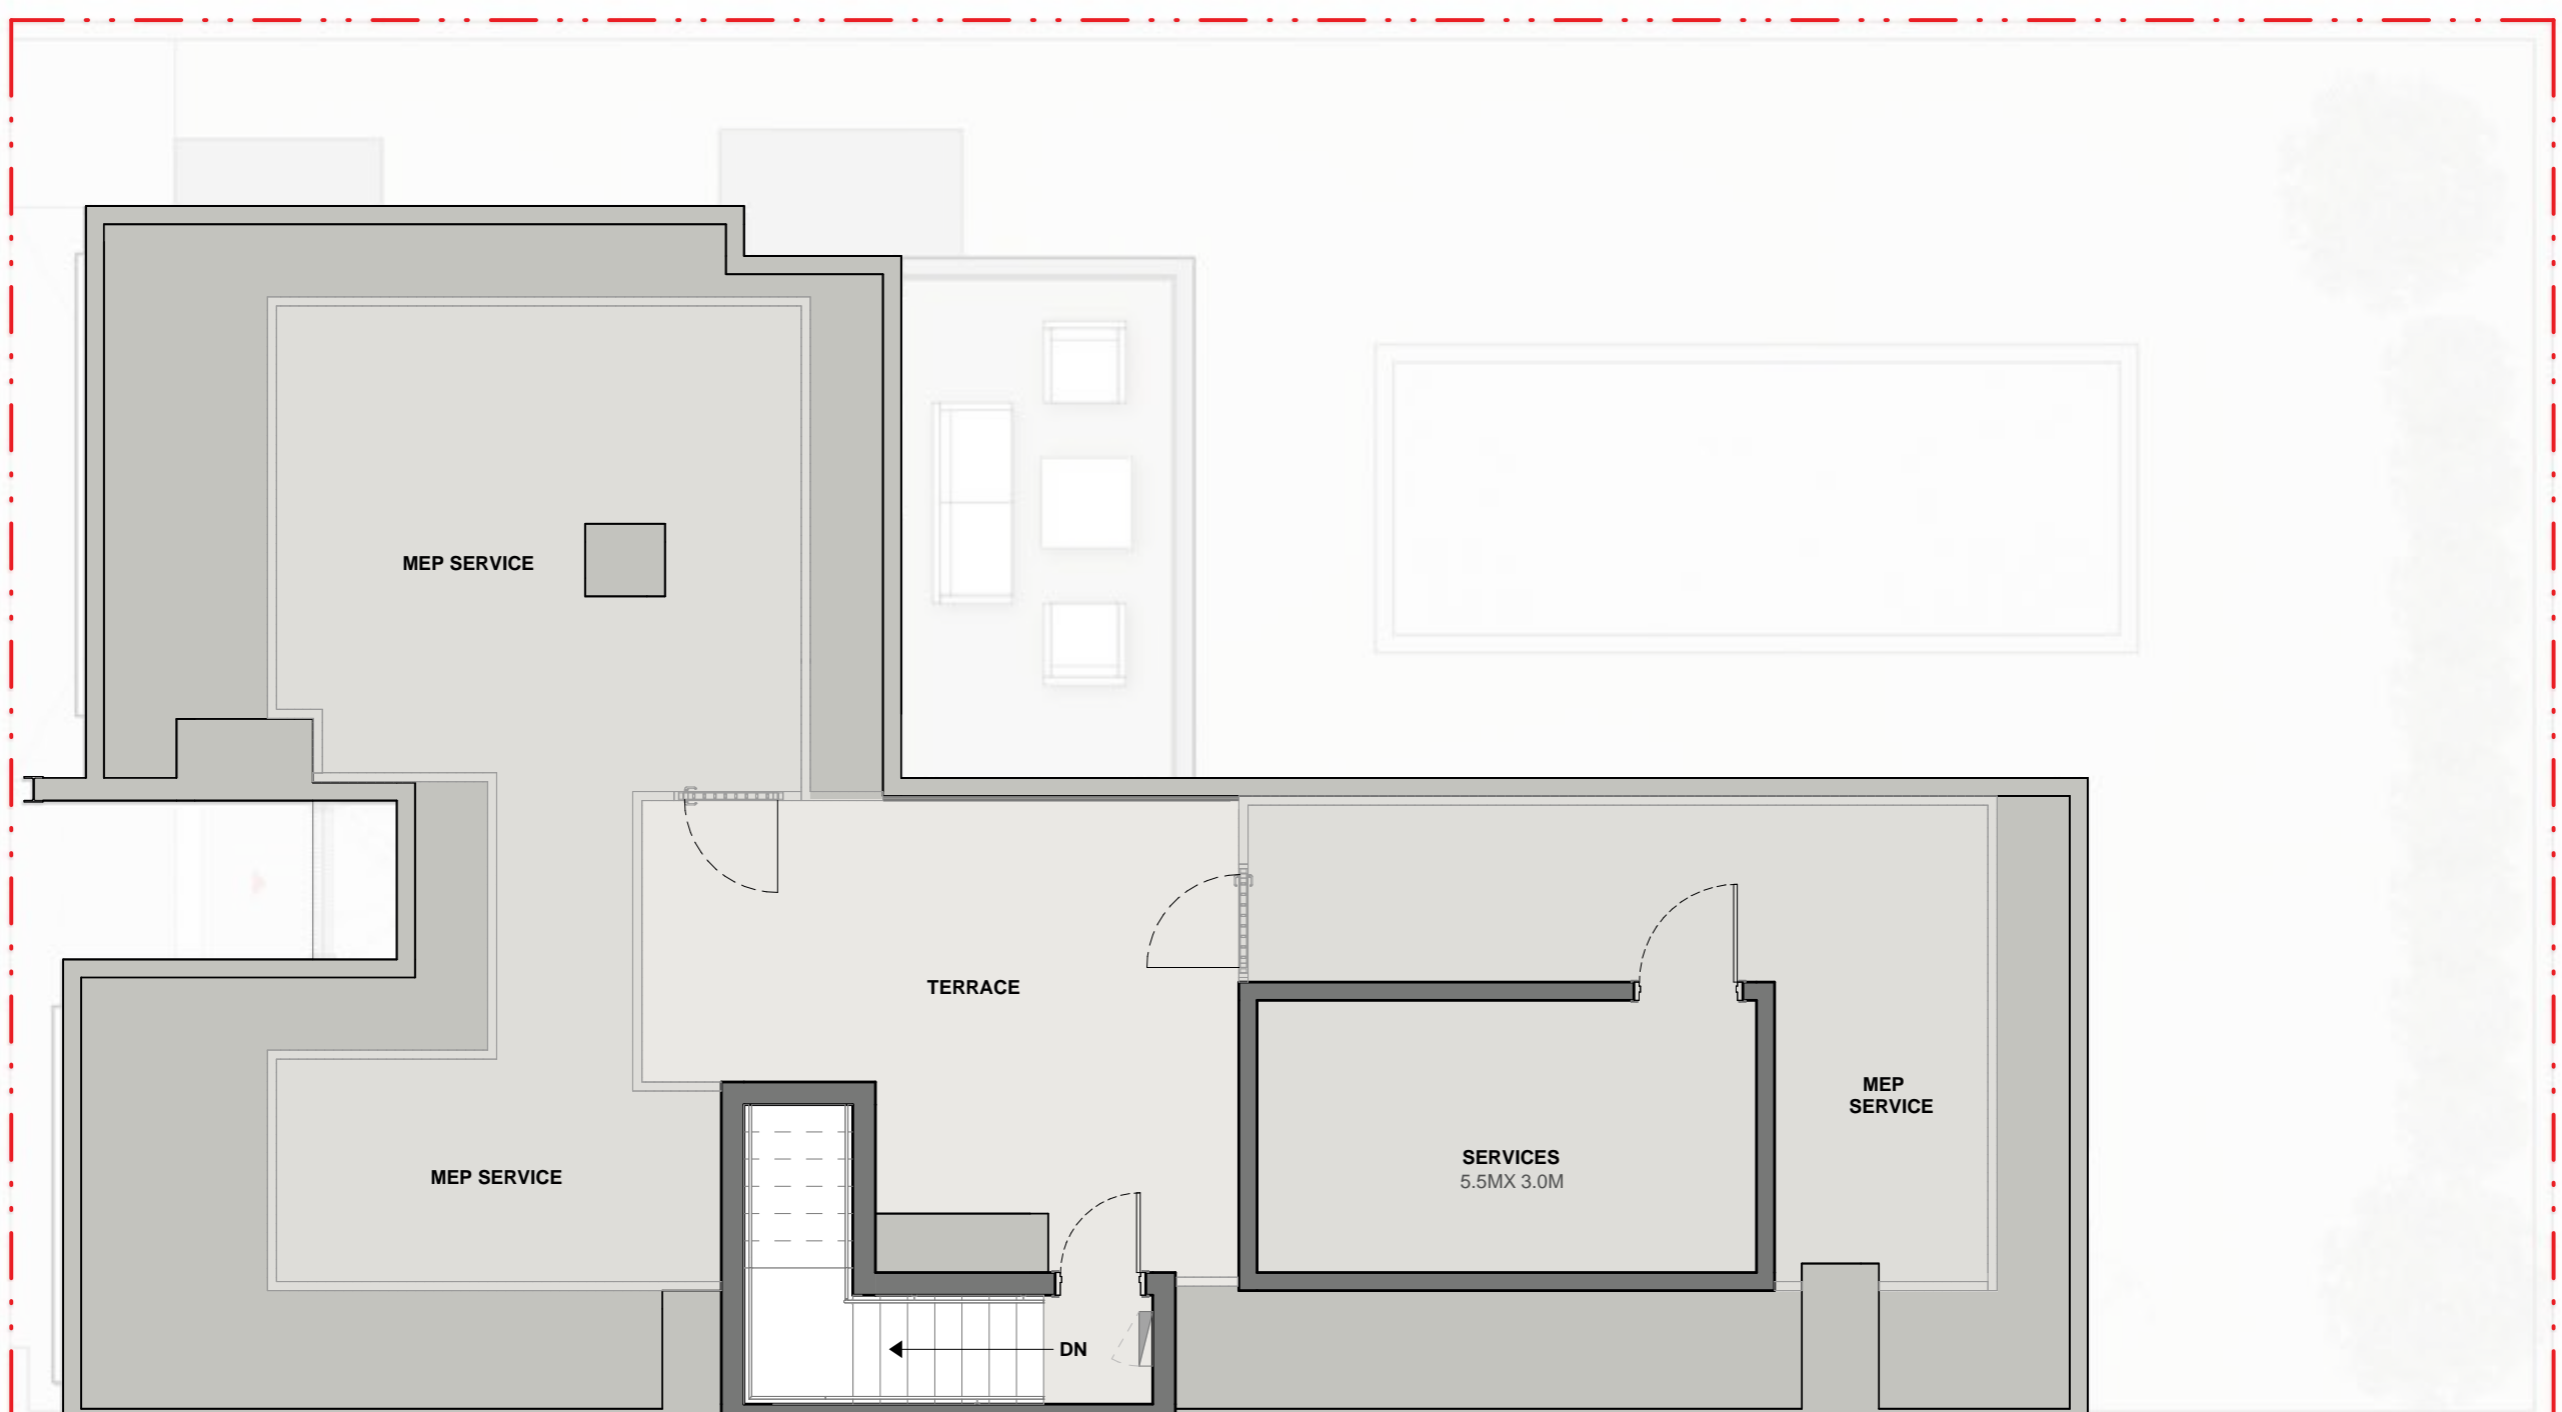 MEP SERVICE
TERRACE
MEP
SERVICE
SERVICES
5.5MX 3.0M
MEP SERVICE
DN